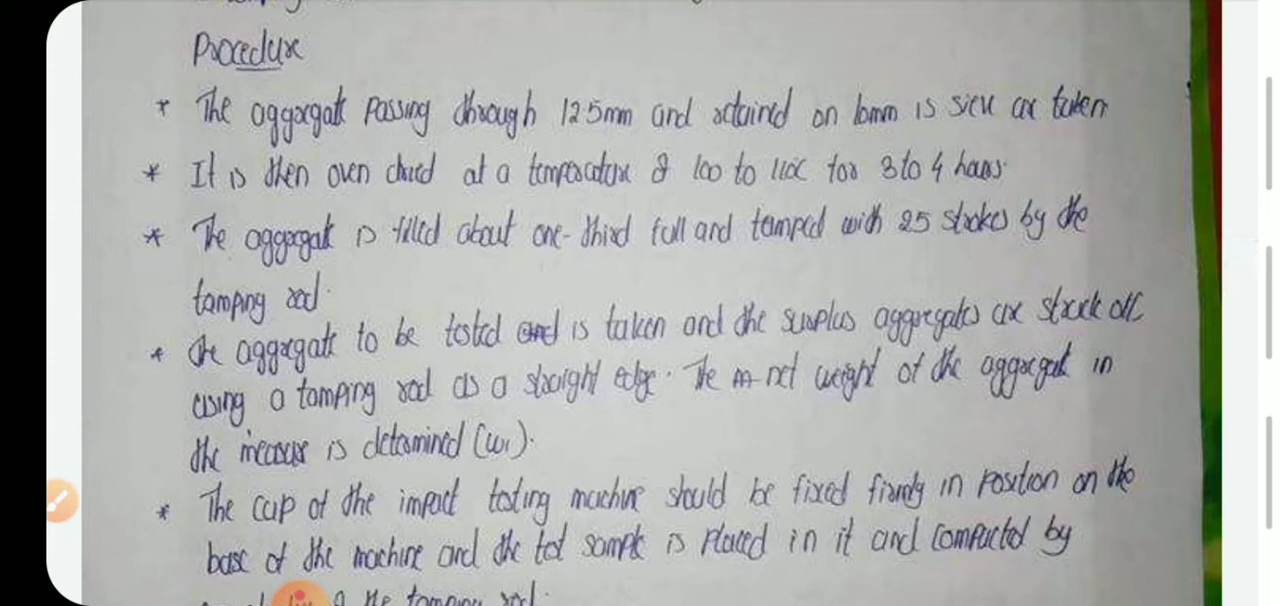 Procedure
* The aggregate passing through 125mm and retained on 10mm is sieve are taken
* It is then oven dried at a temperature of 100 to 110°C for 3 to 4 hours.
* The aggregate is filled about one-third full and tamped with 25 strokes by the
tamping rod.
* The aggregate to be tested is taken and the surplus aggregates are struck off
using a tamping rod as a straight edge. The net weight of the aggregate in
the measure is determined (W1).
* The cup of the impact testing machine should be fixed firmly in position on the
base of the machine and the test sample is placed in it and compacted by
the tamping rod.